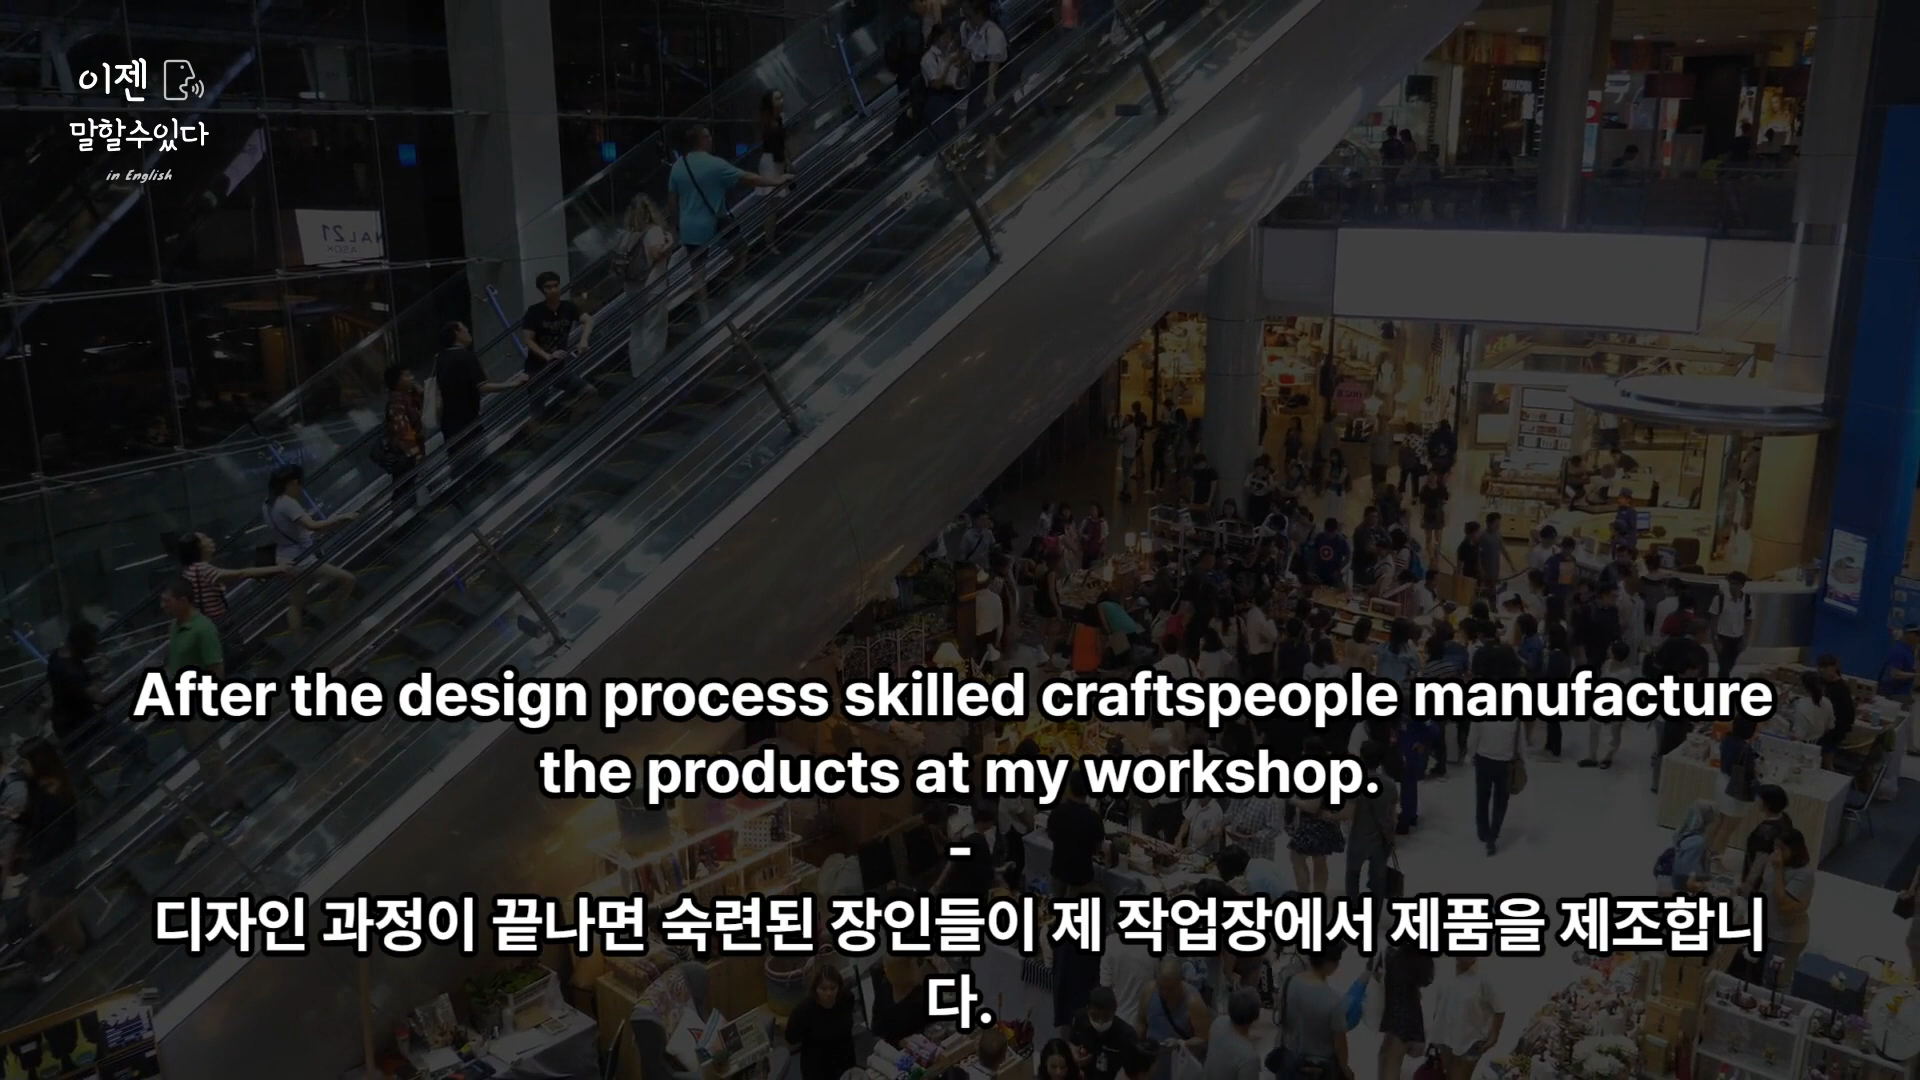 이젠
말할수있다
in English
After the design process skilled craftspeople manufacture
the products at my workshop.
-
디자인 과정이 끝나면 숙련된 장인들이 제 작업장에서 제품을 제조합니
다.